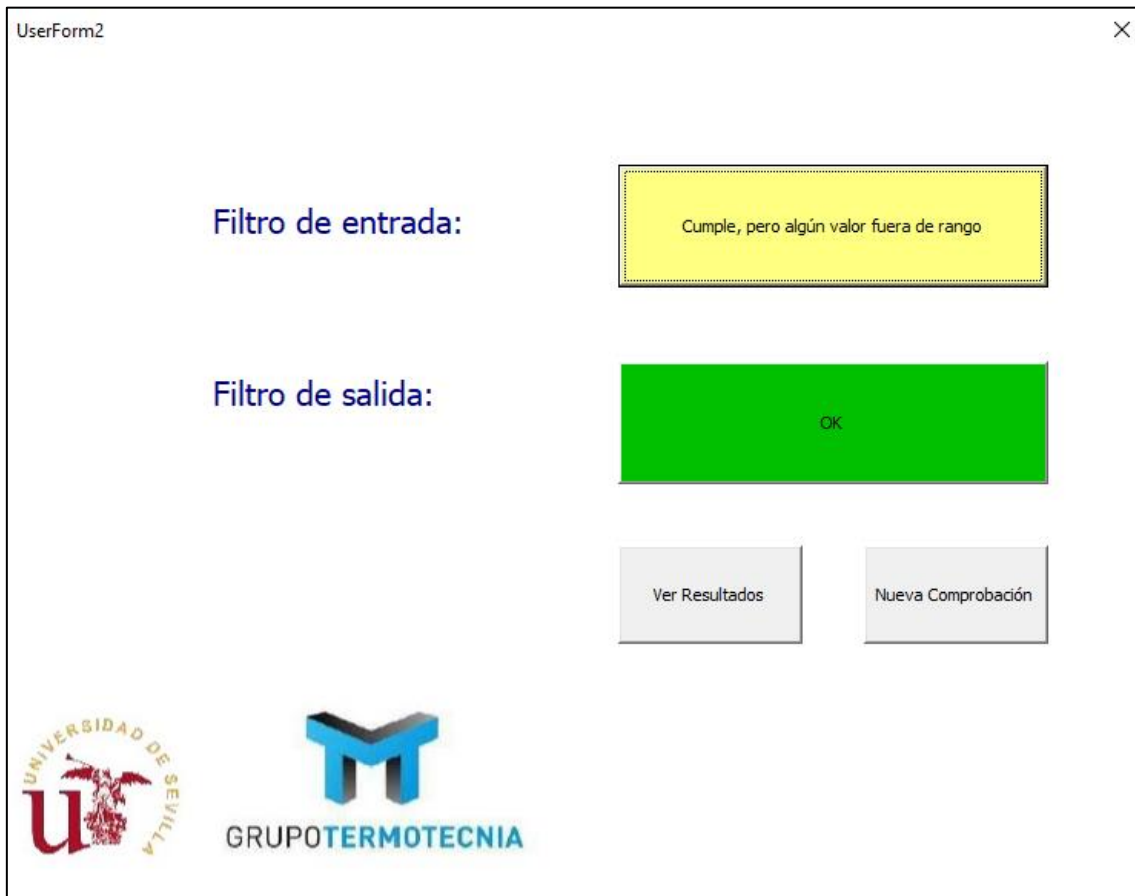 UserForm2
Filtro de entrada:
Cumple, pero algún valor fuera de rango
Filtro de salida:
OK
Ver Resultados
Nueva Comprobación
UNIVERSIDAD DE SEVILLA
U
GRUPOTERMOTECNIA